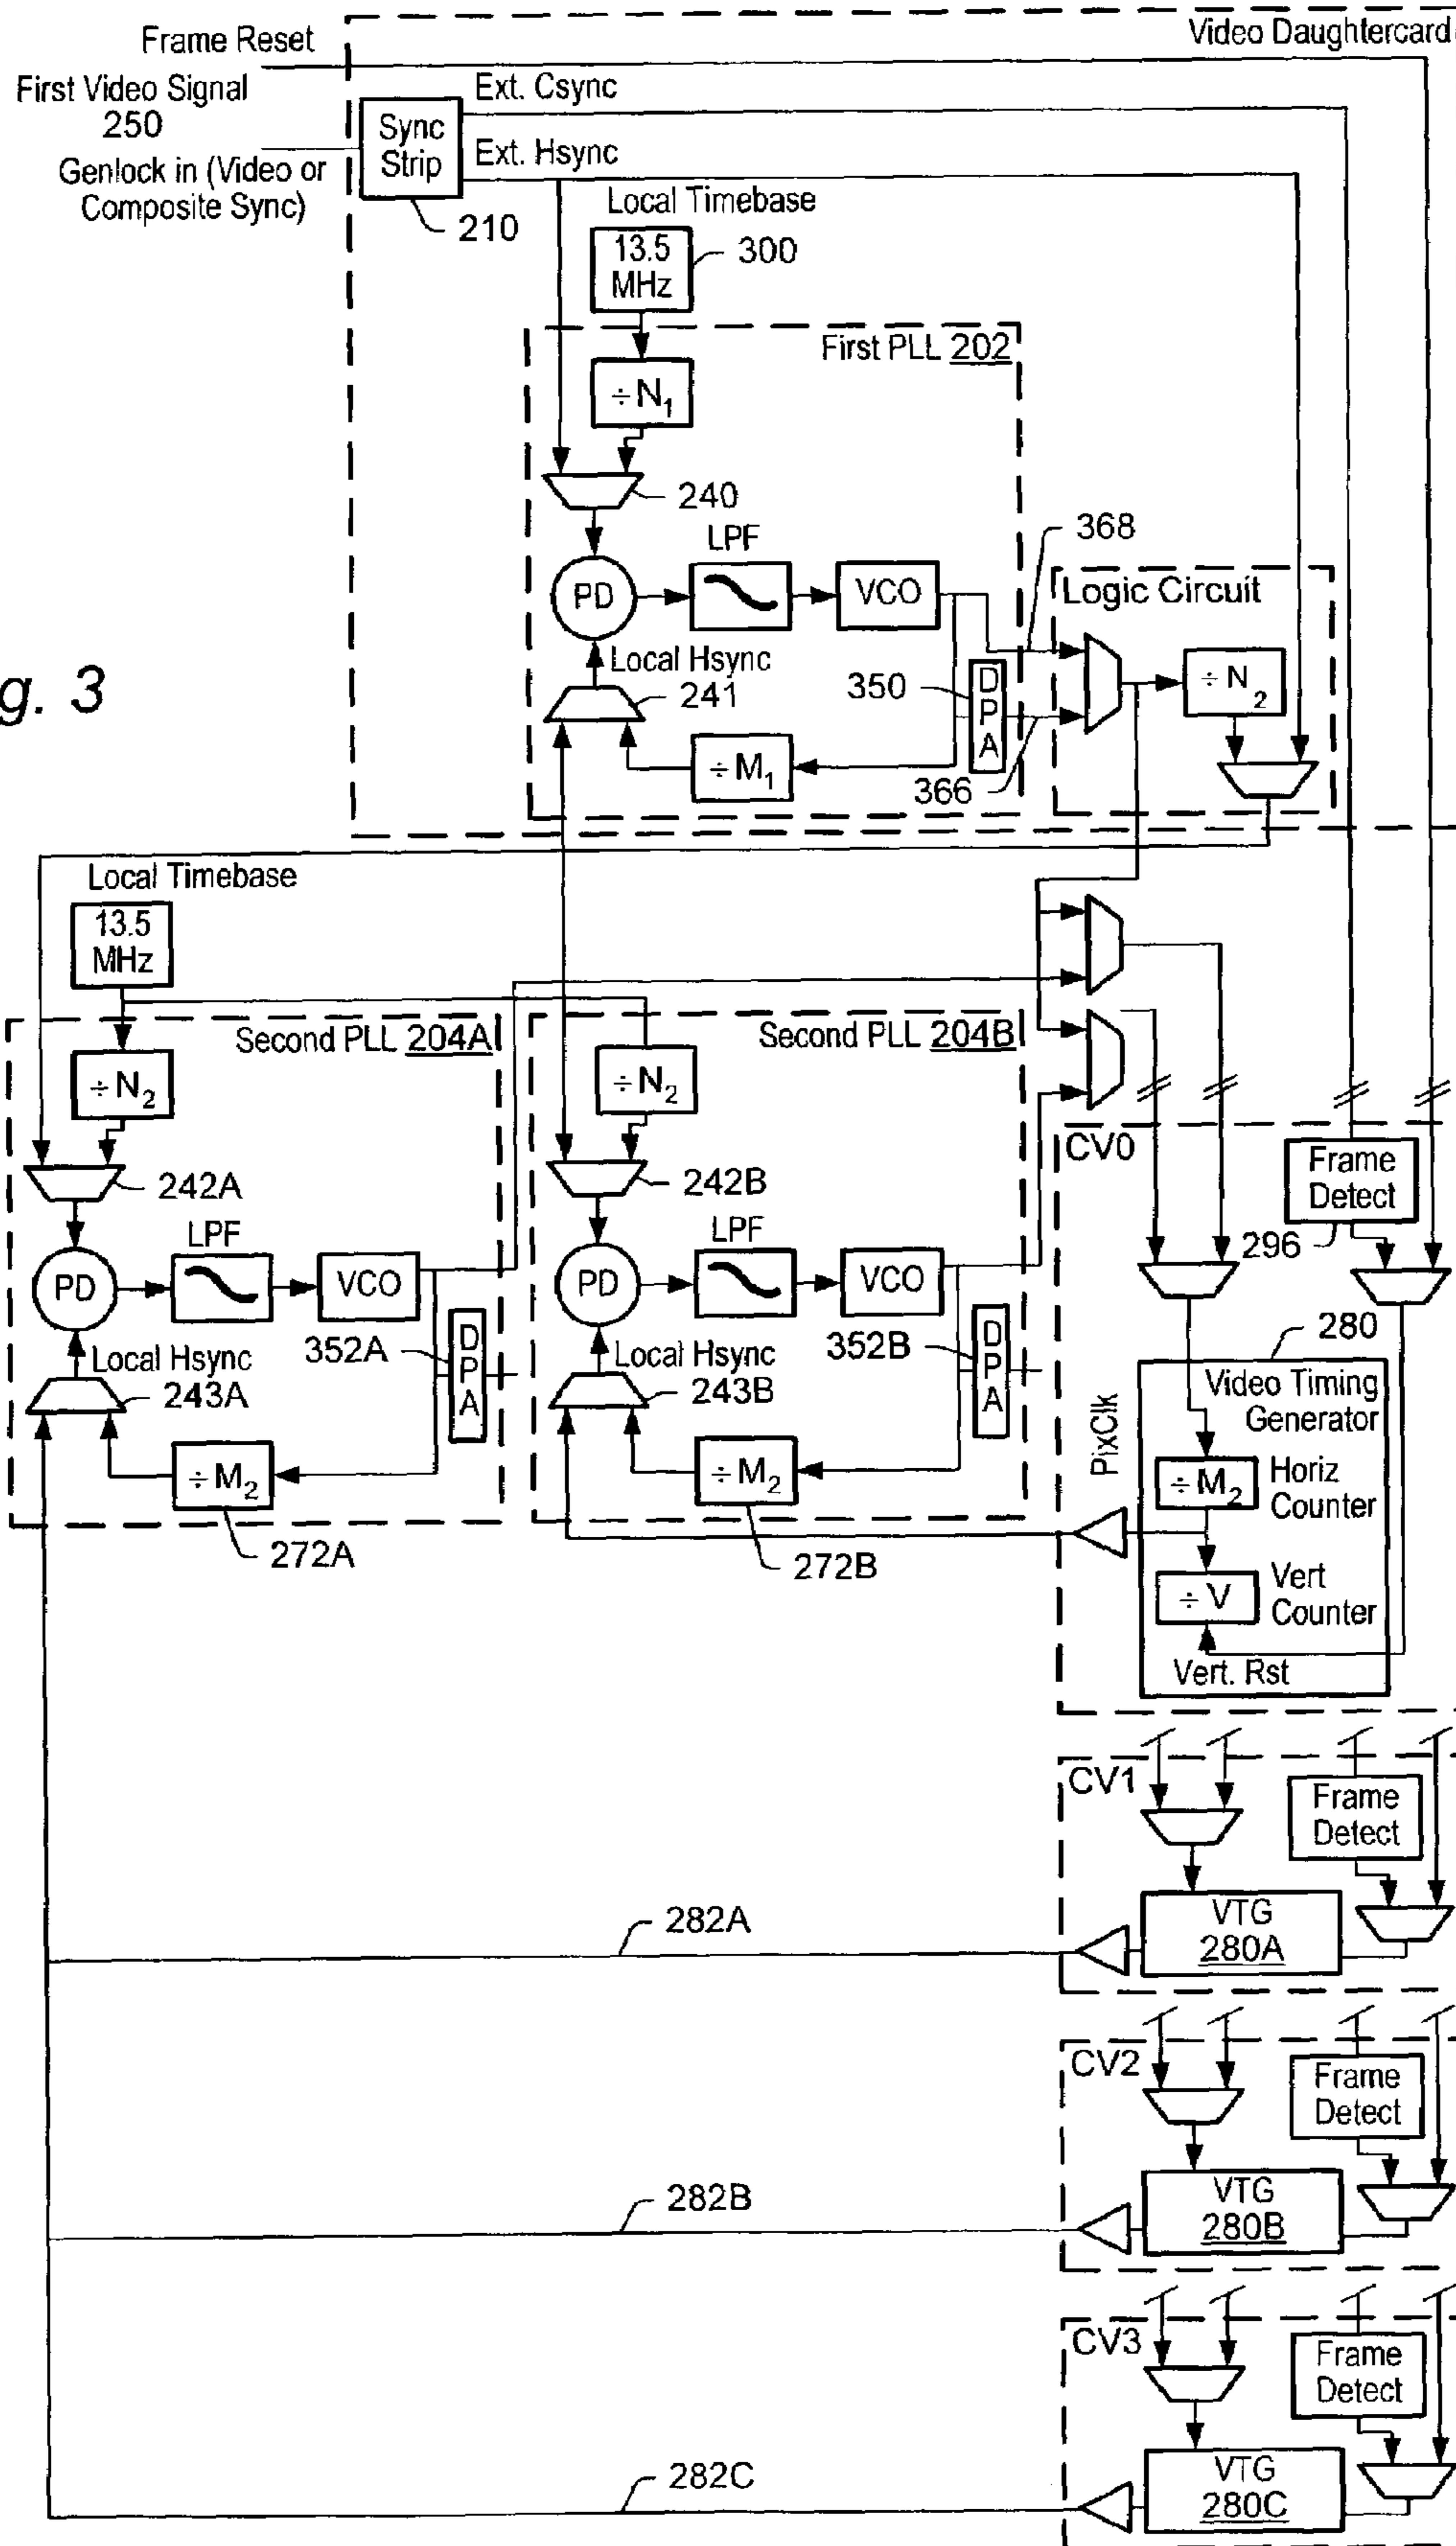 Frame Reset
Video Daughtercard
First Video Signal
250
Genlock in (Video or
Composite Sync)
Sync
Strip
210
Ext. Csync
Ext. Hsync
Local Timebase
13.5
MHz
300
First PLL 202
÷ N1
240
LPF
PD
VCO
368
Logic Circuit
Local Hsync
241
350
DPA
÷ N2
÷ M1
366
g. 3
Local Timebase
13.5
MHz
Second PLL 204A
÷ N2
242A
LPF
PD
VCO
Local Hsync
243A
352A
DPA
÷ M2
272A
Second PLL 204B
÷ N2
242B
LPF
PD
VCO
Local Hsync
243B
352B
DPA
÷ M2
272B
CV0
Frame
Detect
296
280
PixClk
Video Timing
Generator
÷ M2
Horiz
Counter
÷ V
Vert
Counter
Vert. Rst
CV1
Frame
Detect
VTG
280A
282A
CV2
Frame
Detect
VTG
280B
282B
CV3
Frame
Detect
VTG
280C
282C